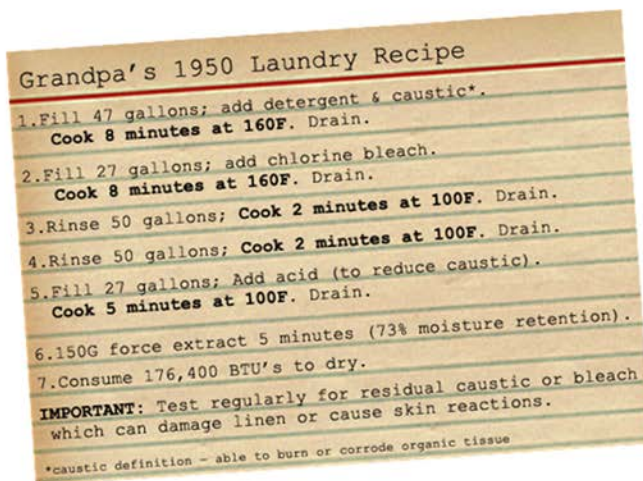 Grandpa's 1950 Laundry Recipe
1.Fill 47 gallons; add detergent & caustic*.
Cook 8 minutes at 160F. Drain.
2.Fill 27 gallons; add chlorine bleach.
Cook 8 minutes at 160F. Drain.
3.Rinse 50 gallons; Cook 2 minutes at 100F. Drain.
4.Rinse 50 gallons; Cook 2 minutes at 100F. Drain.
5.Fill 27 gallons; Add acid (to reduce caustic).
Cook 5 minutes at 100F. Drain.
6.150G force extract 5 minutes (73% moisture retention).
7.Consume 176,400 BTU's to dry.
IMPORTANT: Test regularly for residual caustic or bleach
which can damage linen or cause skin reactions.
*caustic definition – able to burn or corrode organic tissue